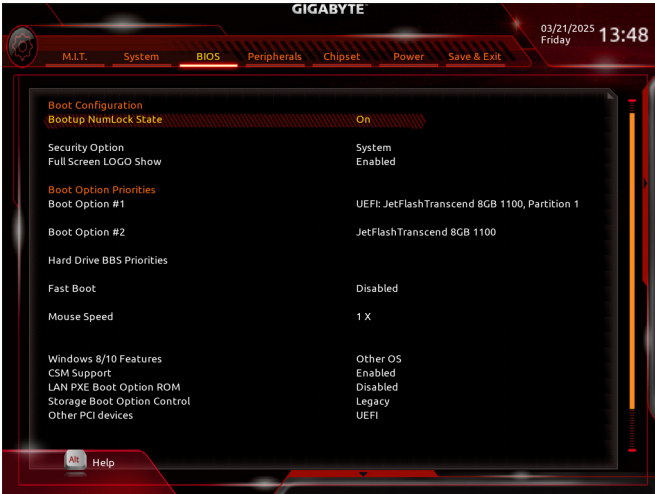 GIGABYTE
03/21/2025
Friday
13:48
M.I.T. System BIOS Peripherals Chipset Power Save & Exit
Boot Configuration
Bootup NumLock State On
Security Option System
Full Screen LOGO Show Enabled
Boot Option Priorities
Boot Option #1 UEFI: JetFlashTranscend 8GB 1100, Partition 1
Boot Option #2 JetFlashTranscend 8GB 1100
Hard Drive BBS Priorities
Fast Boot Disabled
Mouse Speed 1 X
Windows 8/10 Features Other OS
CSM Support Enabled
LAN PXE Boot Option ROM Disabled
Storage Boot Option Control Legacy
Other PCI devices UEFI
Alt Help